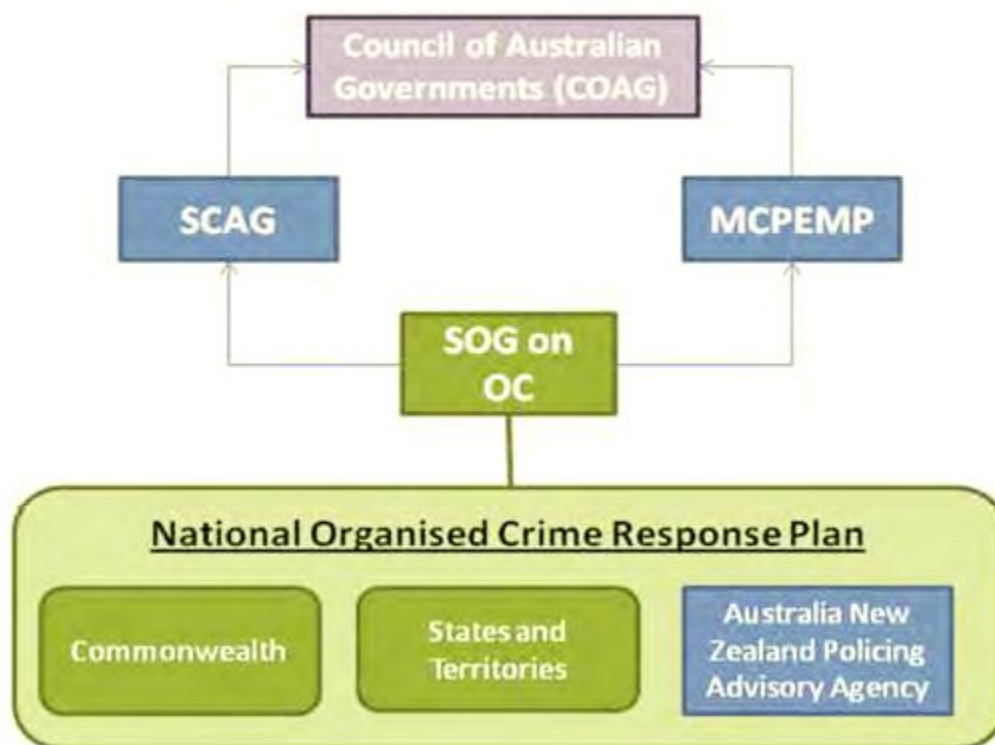 Council of Australian
Governments (COAG)
SCAG
MCPEMP
SOG on
OC
National Organised Crime Response Plan
Commonwealth
States and
Territories
Australia New
Zealand Policing
Advisory Agency